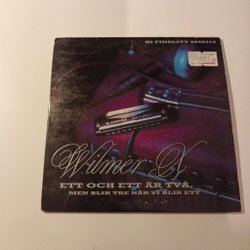 HI FIDELITY
Wilmer X
ETT OCH ETT ÄR TVÅ,
MEN BLIR TRE NÄR VI BLIR ETT